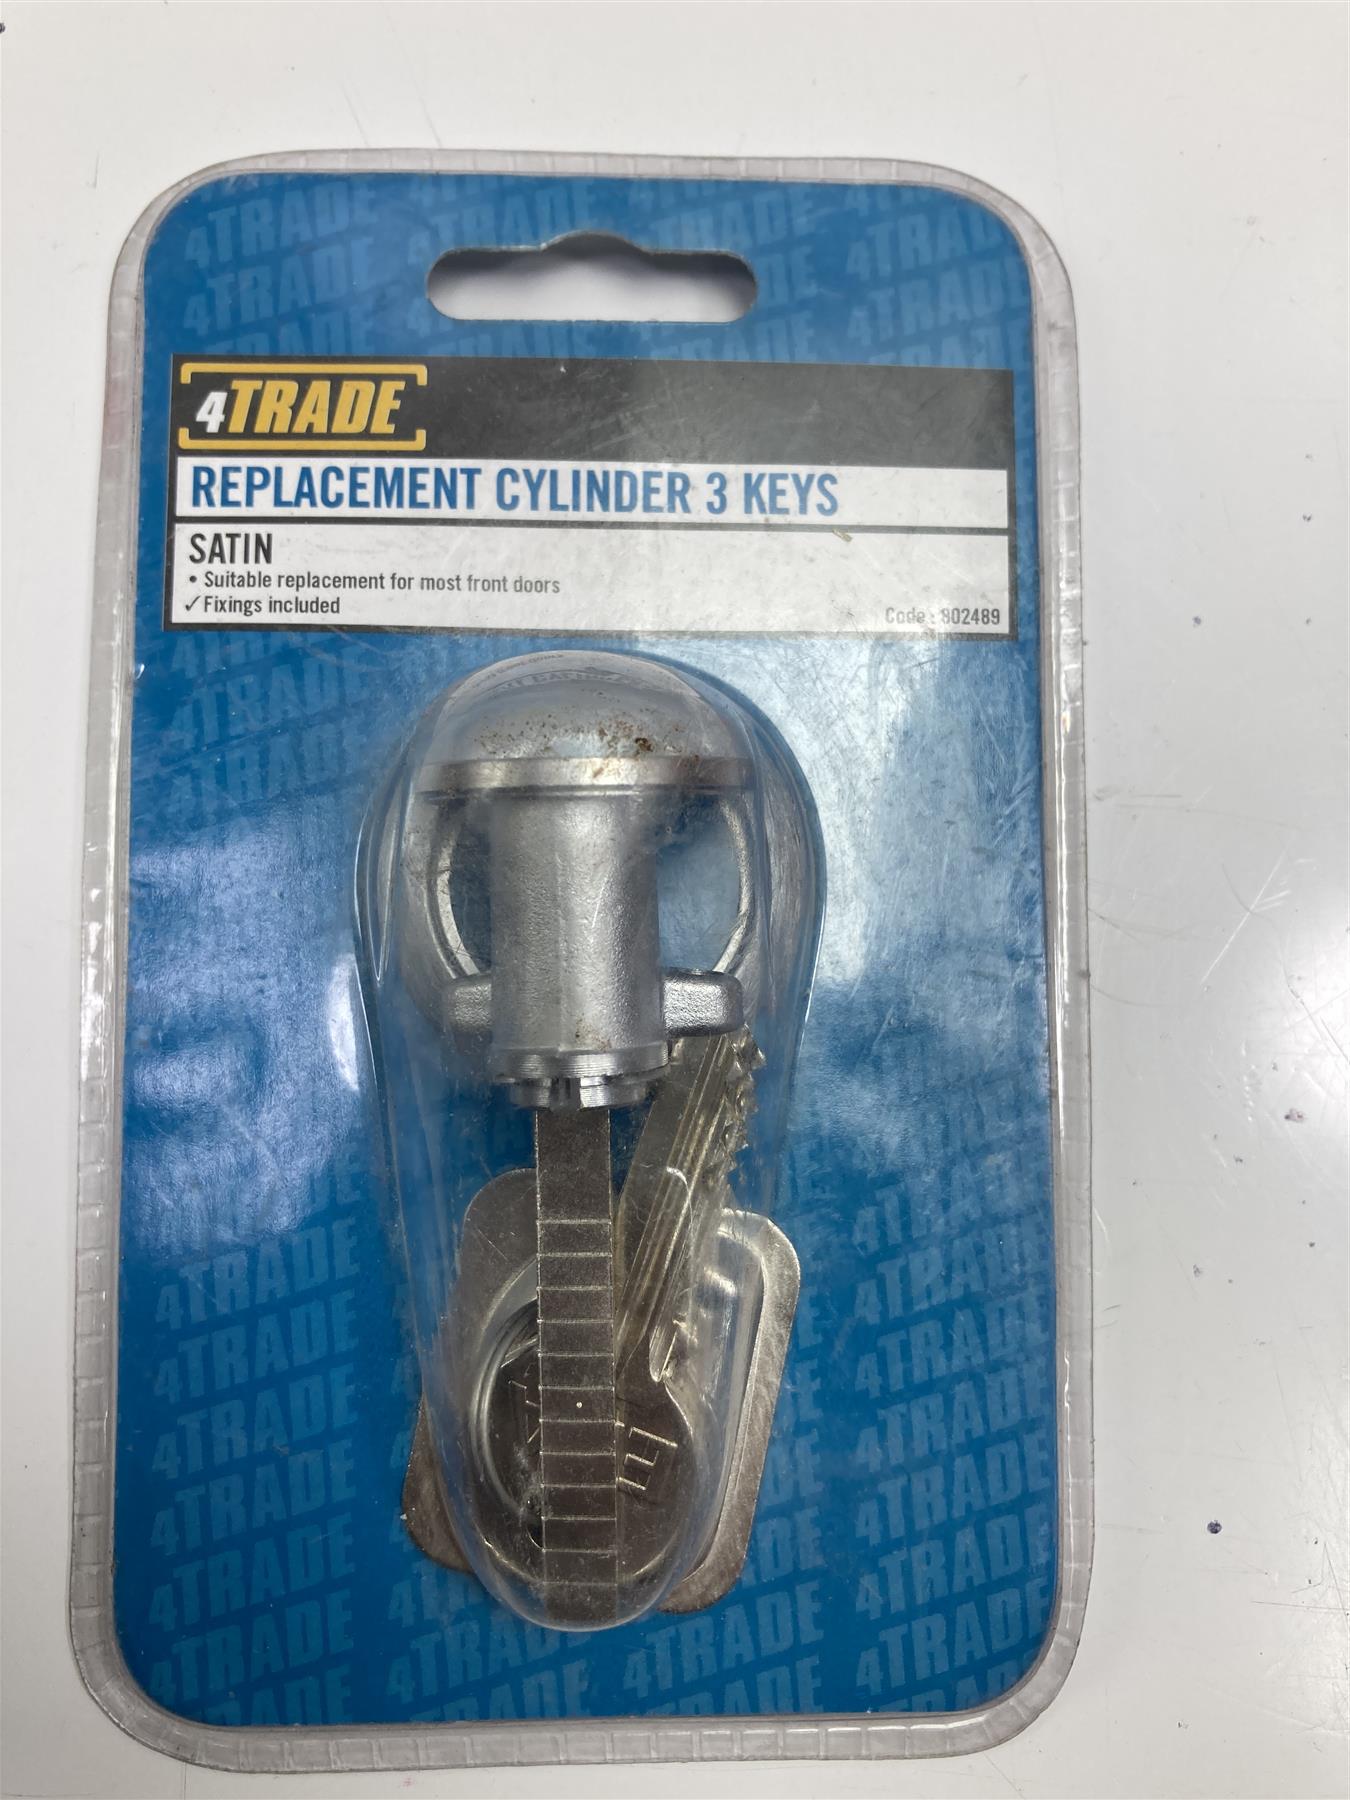 4TRADE
REPLACEMENT CYLINDER 3 KEYS
SATIN
• Suitable replacement for most front doors
✓ Fixings included
Code : 802489